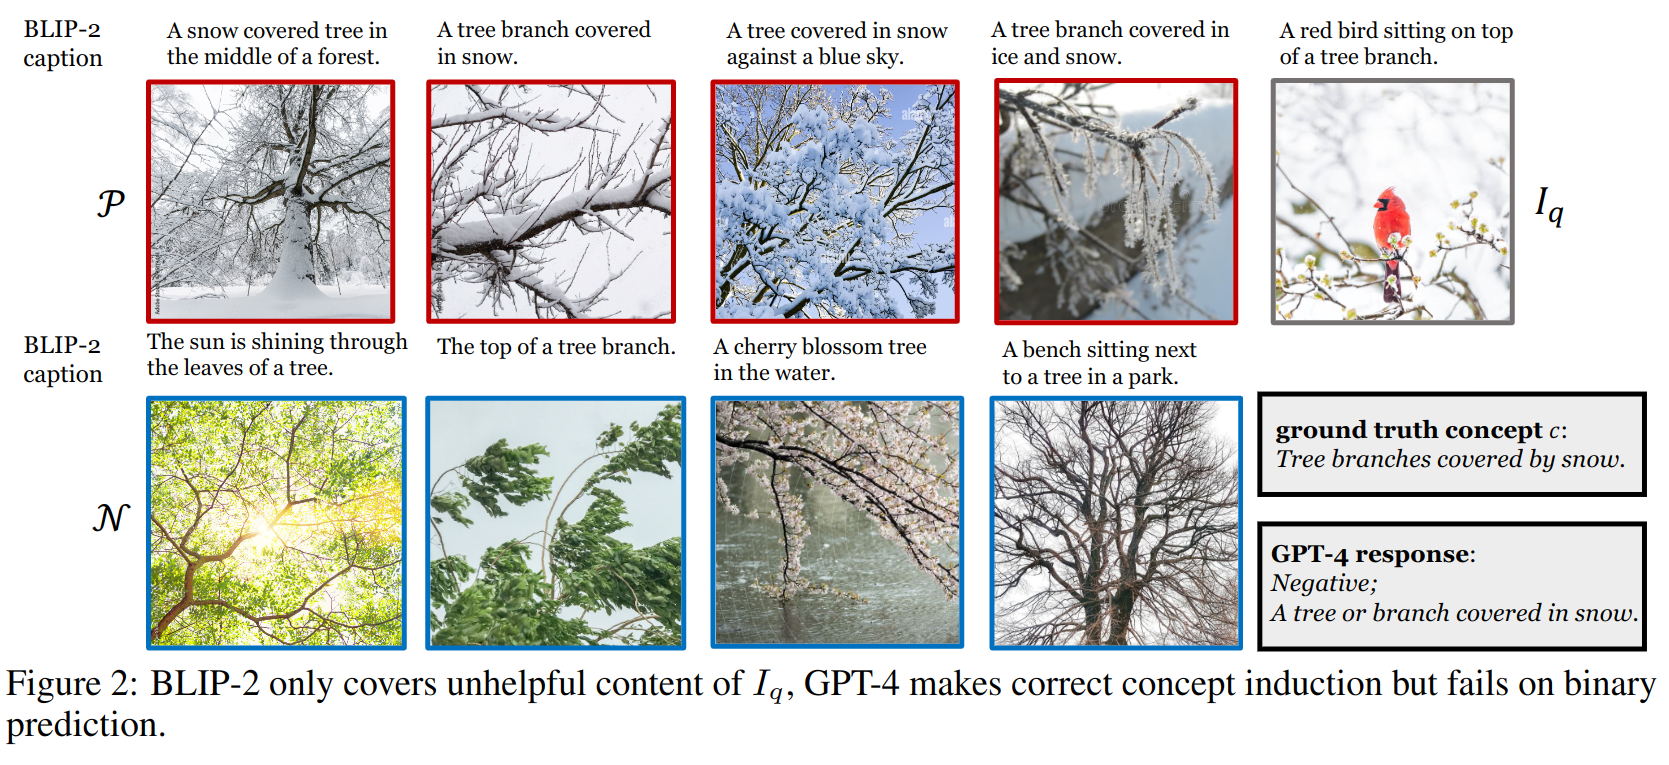 BLIP-2
caption
A snow covered tree in
the middle of a forest.
A tree branch covered
in snow.
A tree covered in snow
against a blue sky.
A tree branch covered in
ice and snow.
A red bird sitting on top
of a tree branch.
𝒫
I_q
BLIP-2
caption
The sun is shining through
the leaves of a tree.
The top of a tree branch.
A cherry blossom tree
in the water.
A bench sitting next
to a tree in a park.
𝒩
ground truth concept c:
Tree branches covered by snow.
GPT-4 response:
Negative;
A tree or branch covered in snow.
Figure 2: BLIP-2 only covers unhelpful content of I_q, GPT-4 makes correct concept induction but fails on binary
prediction.